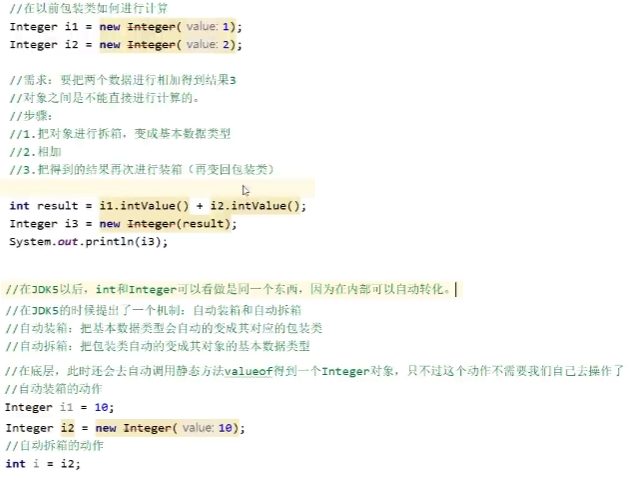 //在以前包装类如何进行计算
Integer i1 = new Integer( value: 1);
Integer i2 = new Integer( value: 2);
//需求：要把两个数据进行相加得到结果3
//对象之间是不能直接进行计算的。
//步骤：
//1.把对象进行拆箱，变成基本数据类型
//2.相加
//3.把得到的结果再次进行装箱（再变回包装类）
int result = i1.intValue() + i2.intValue();
Integer i3 = new Integer(result);
System.out.println(i3);
//在JDK5以后，int和Integer可以看做是同一个东西，因为在内部可以自动转化。
//在JDK5的时候提出了一个机制：自动装箱和自动拆箱
//自动装箱：把基本数据类型会自动的变成其对应的包装类
//自动拆箱：把包装类自动的变成其对象的基本数据类型
//在底层，此时还会去自动调用静态方法valueof得到一个Integer对象，只不过这个动作不需要我们自己去操作了
//自动装箱的动作
Integer i1 = 10;
Integer i2 = new Integer( value: 10);
//自动拆箱的动作
int i = i2;